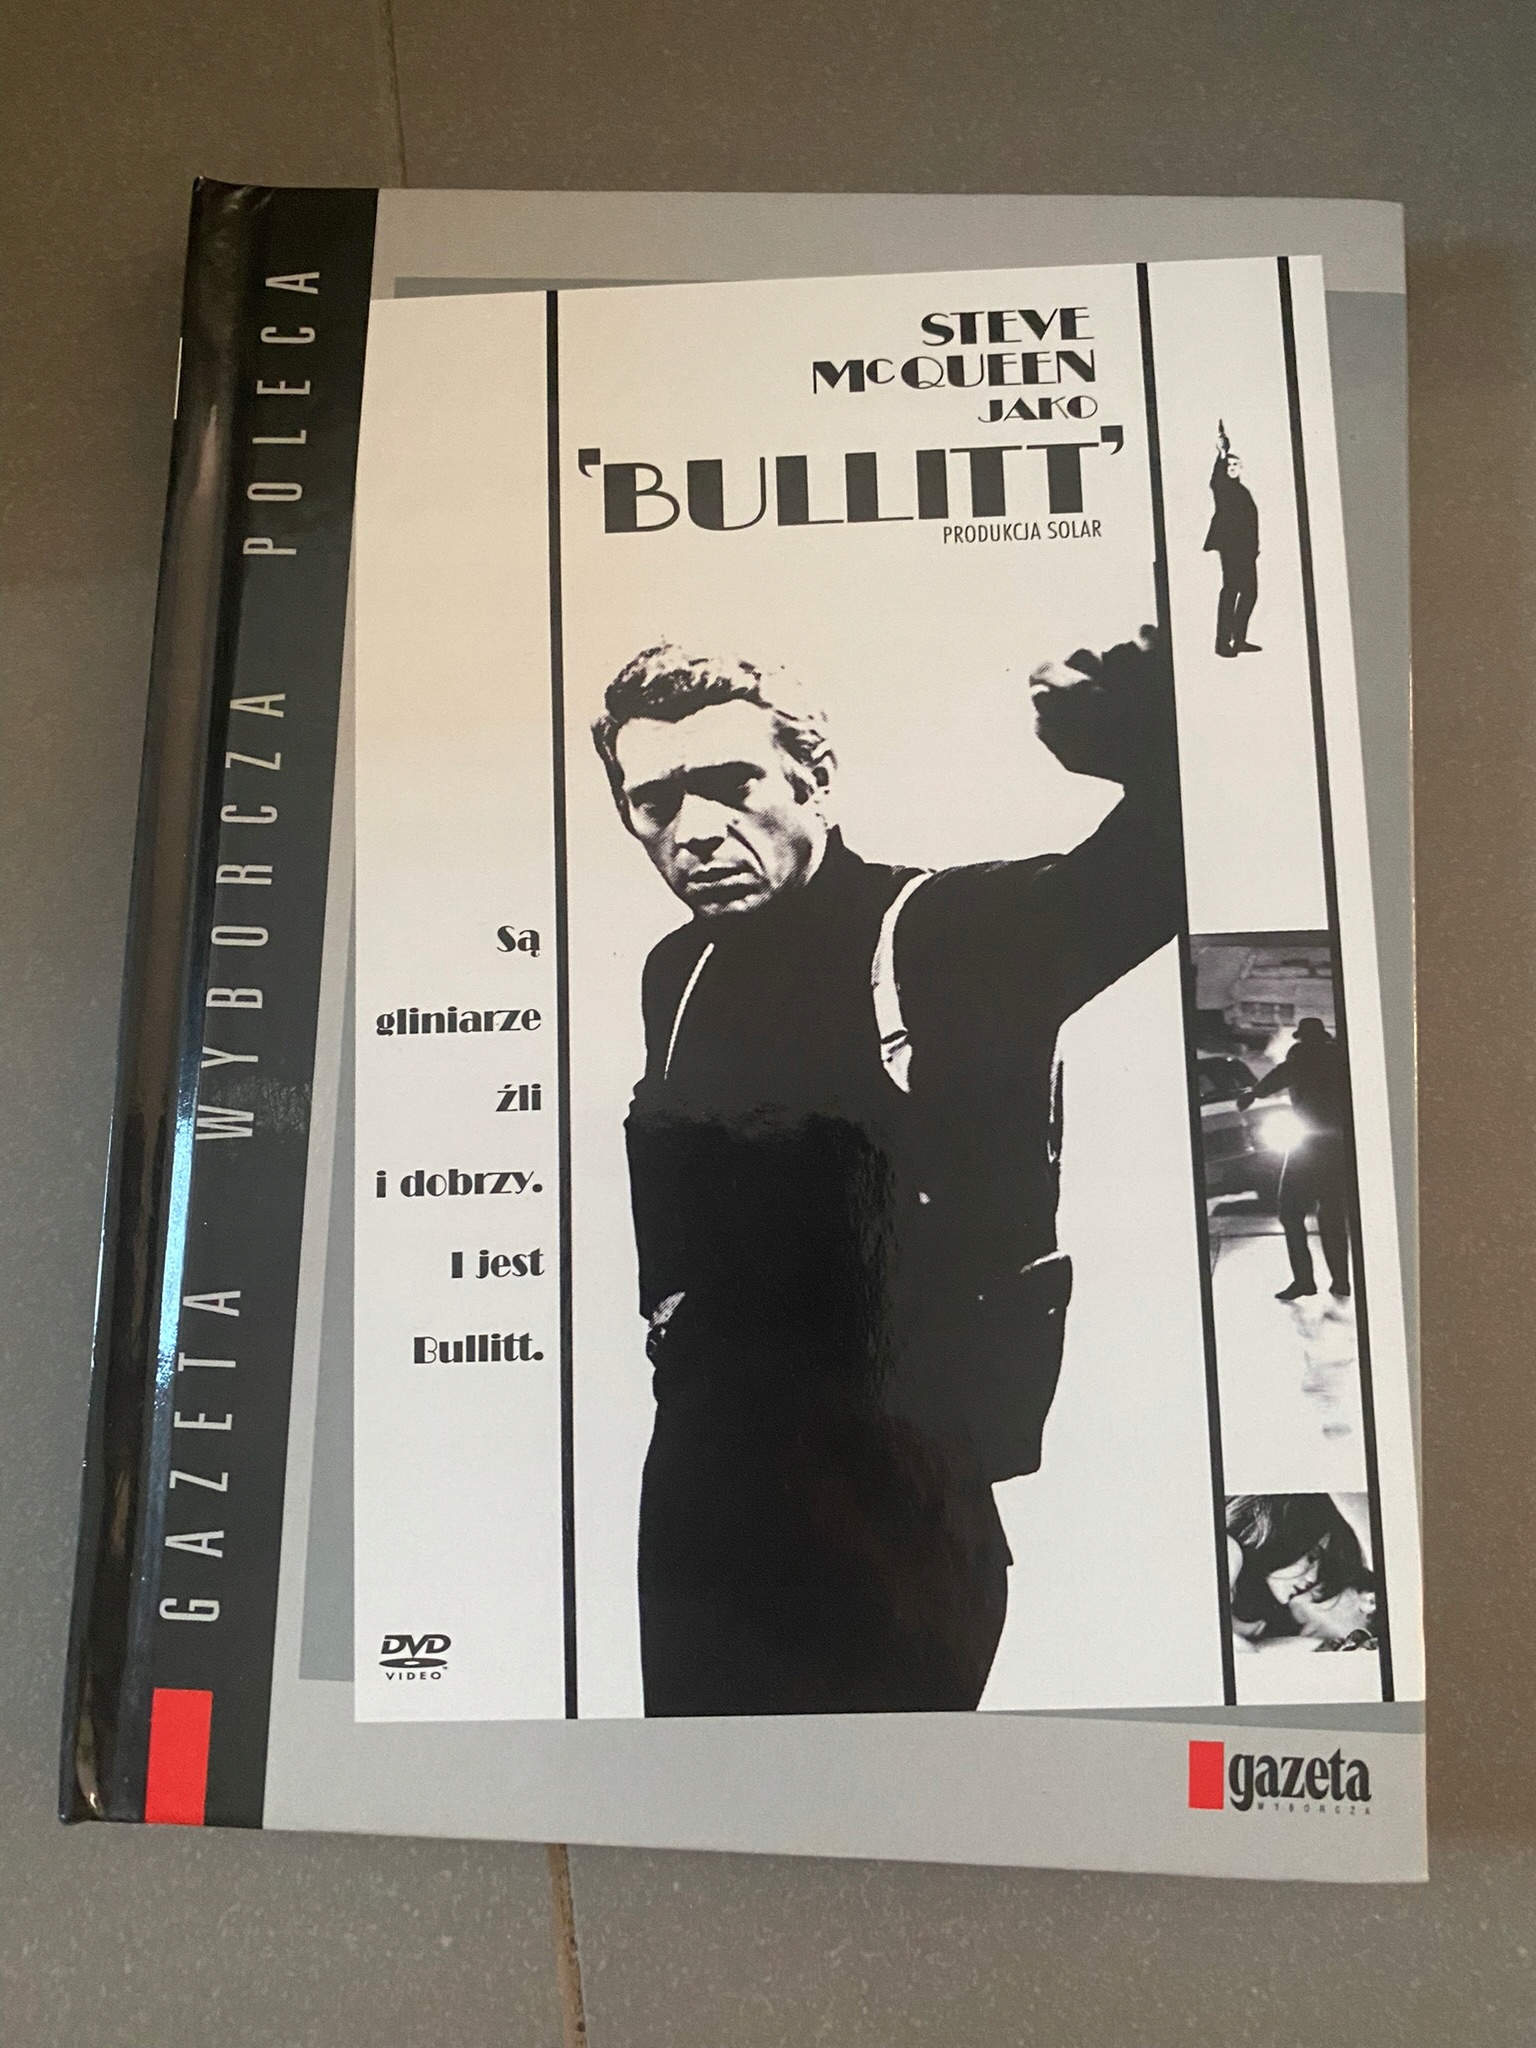 GAZETA WYBORCZA POLECA
STEVE
McQUEEN
JAKO
'BULLITT'
PRODUKCJA SOLAR
Są
gliniarze
źli
i dobrzy.
I jest
Bullitt.
DVD
VIDEO
gazeta
WYBORCZA